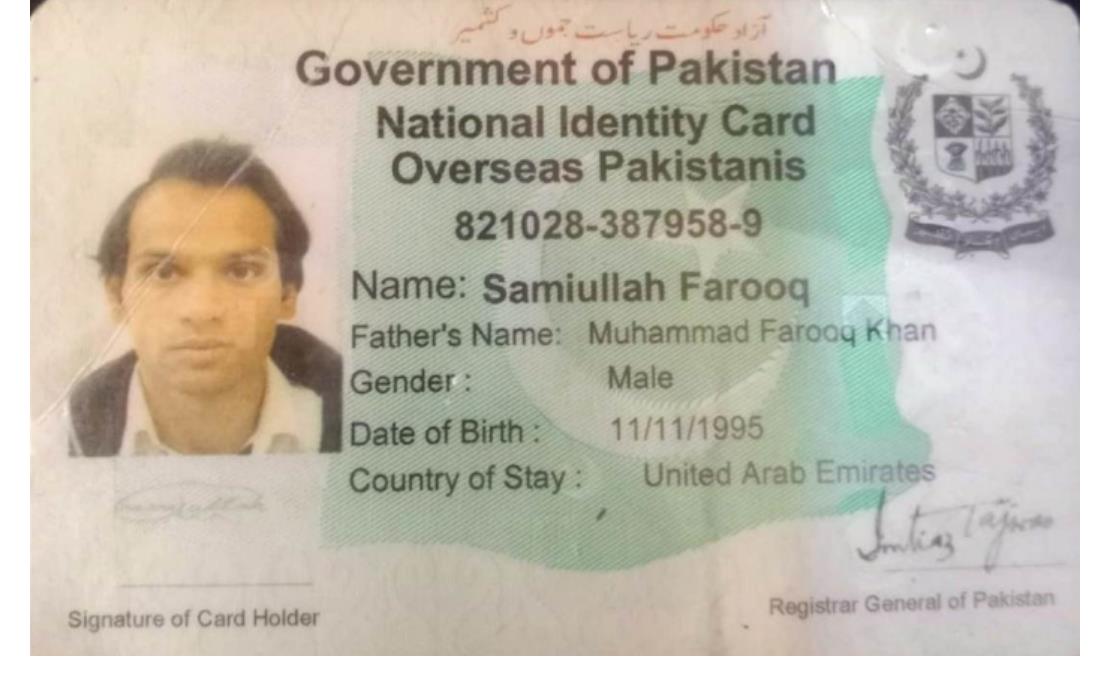 آزاد حکومت ریاست جموں و کشمیر
Government of Pakistan
National Identity Card
Overseas Pakistanis
821028-387958-9
Name: Samiullah Farooq
Father's Name: Muhammad Farooq Khan
Gender : Male
Date of Birth : 11/11/1995
Country of Stay : United Arab Emirates
Signature of Card Holder
Registrar General of Pakistan